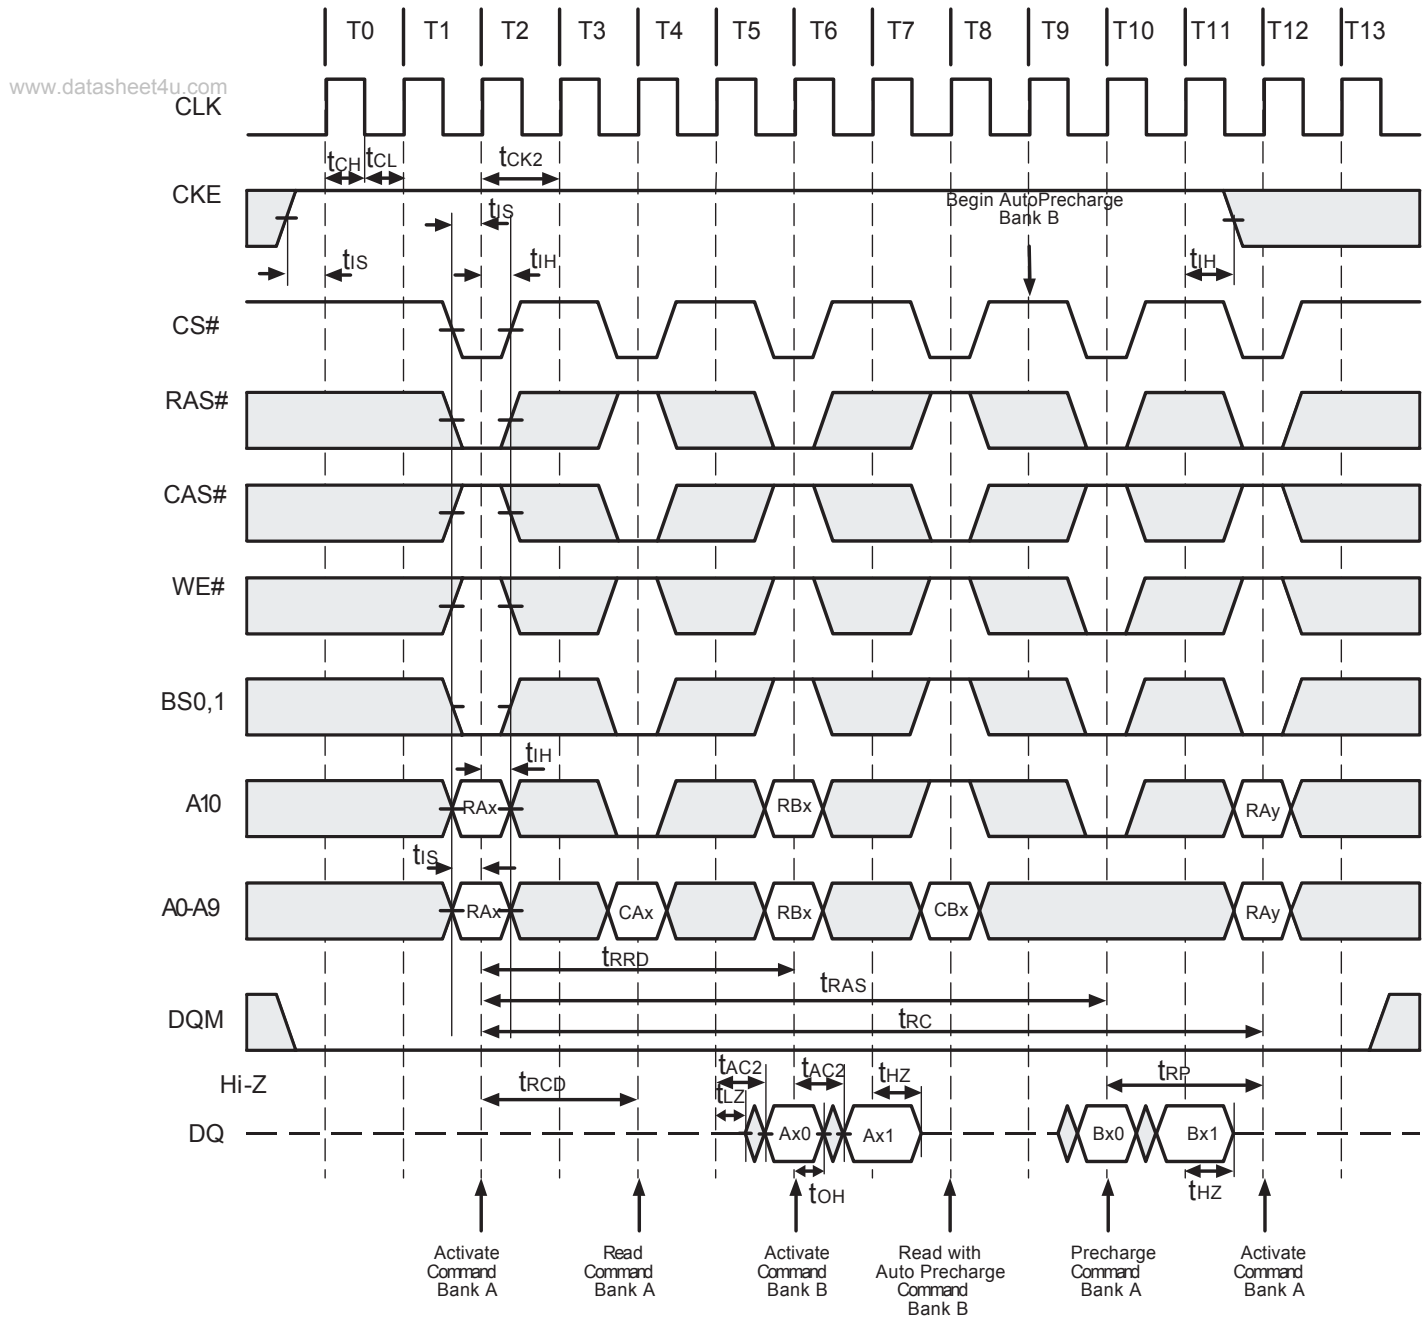 T0 T1 T2 T3 T4 T5 T6 T7 T8 T9 T10 T11 T12 T13
www.datasheet4u.com
CLK
tCH tCL tCK2
CKE
tIS
Begin AutoPrecharge
Bank B
tIS tIH tIH
CS#
RAS#
CAS#
WE#
BS0,1
tIH
A10 RAx RBx RAy
tIS
A0-A9 RAx CAx RBx CBx RAy
tRRD
tRAS
DQM tRC
Hi-Z tRCD tAC2 tAC2 tHZ tRP
tLZ
DQ Ax0 Ax1 Bx0 Bx1
tOH tHZ
Activate
Command
Bank A
Read
Command
Bank A
Activate
Command
Bank B
Read with
Auto Precharge
Command
Bank B
Precharge
Command
Bank A
Activate
Command
Bank A